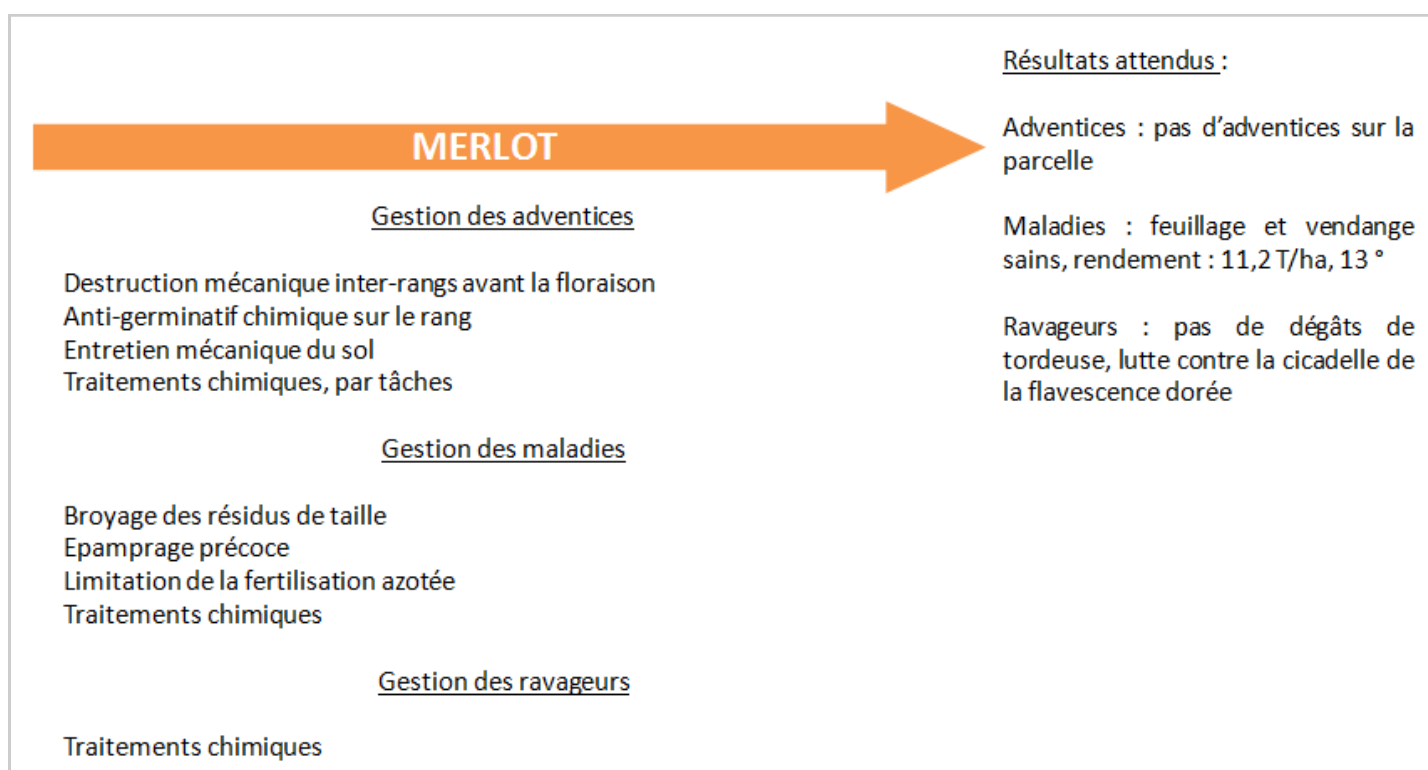 MERLOT
Gestion des adventices
Destruction mécanique inter-rangs avant la floraison
Anti-germinatif chimique sur le rang
Entretien mécanique du sol
Traitements chimiques, par tâches
Gestion des maladies
Broyage des résidus de taille
Epamprage précoce
Limitation de la fertilisation azotée
Traitements chimiques
Gestion des ravageurs
Traitements chimiques
Résultats attendus :
Adventices : pas d’adventices sur la
parcelle
Maladies : feuillage et vendange
sains, rendement : 11,2 T/ha, 13 °
Ravageurs : pas de dégâts de
tordeuse, lutte contre la cicadelle de
la flavescence dorée